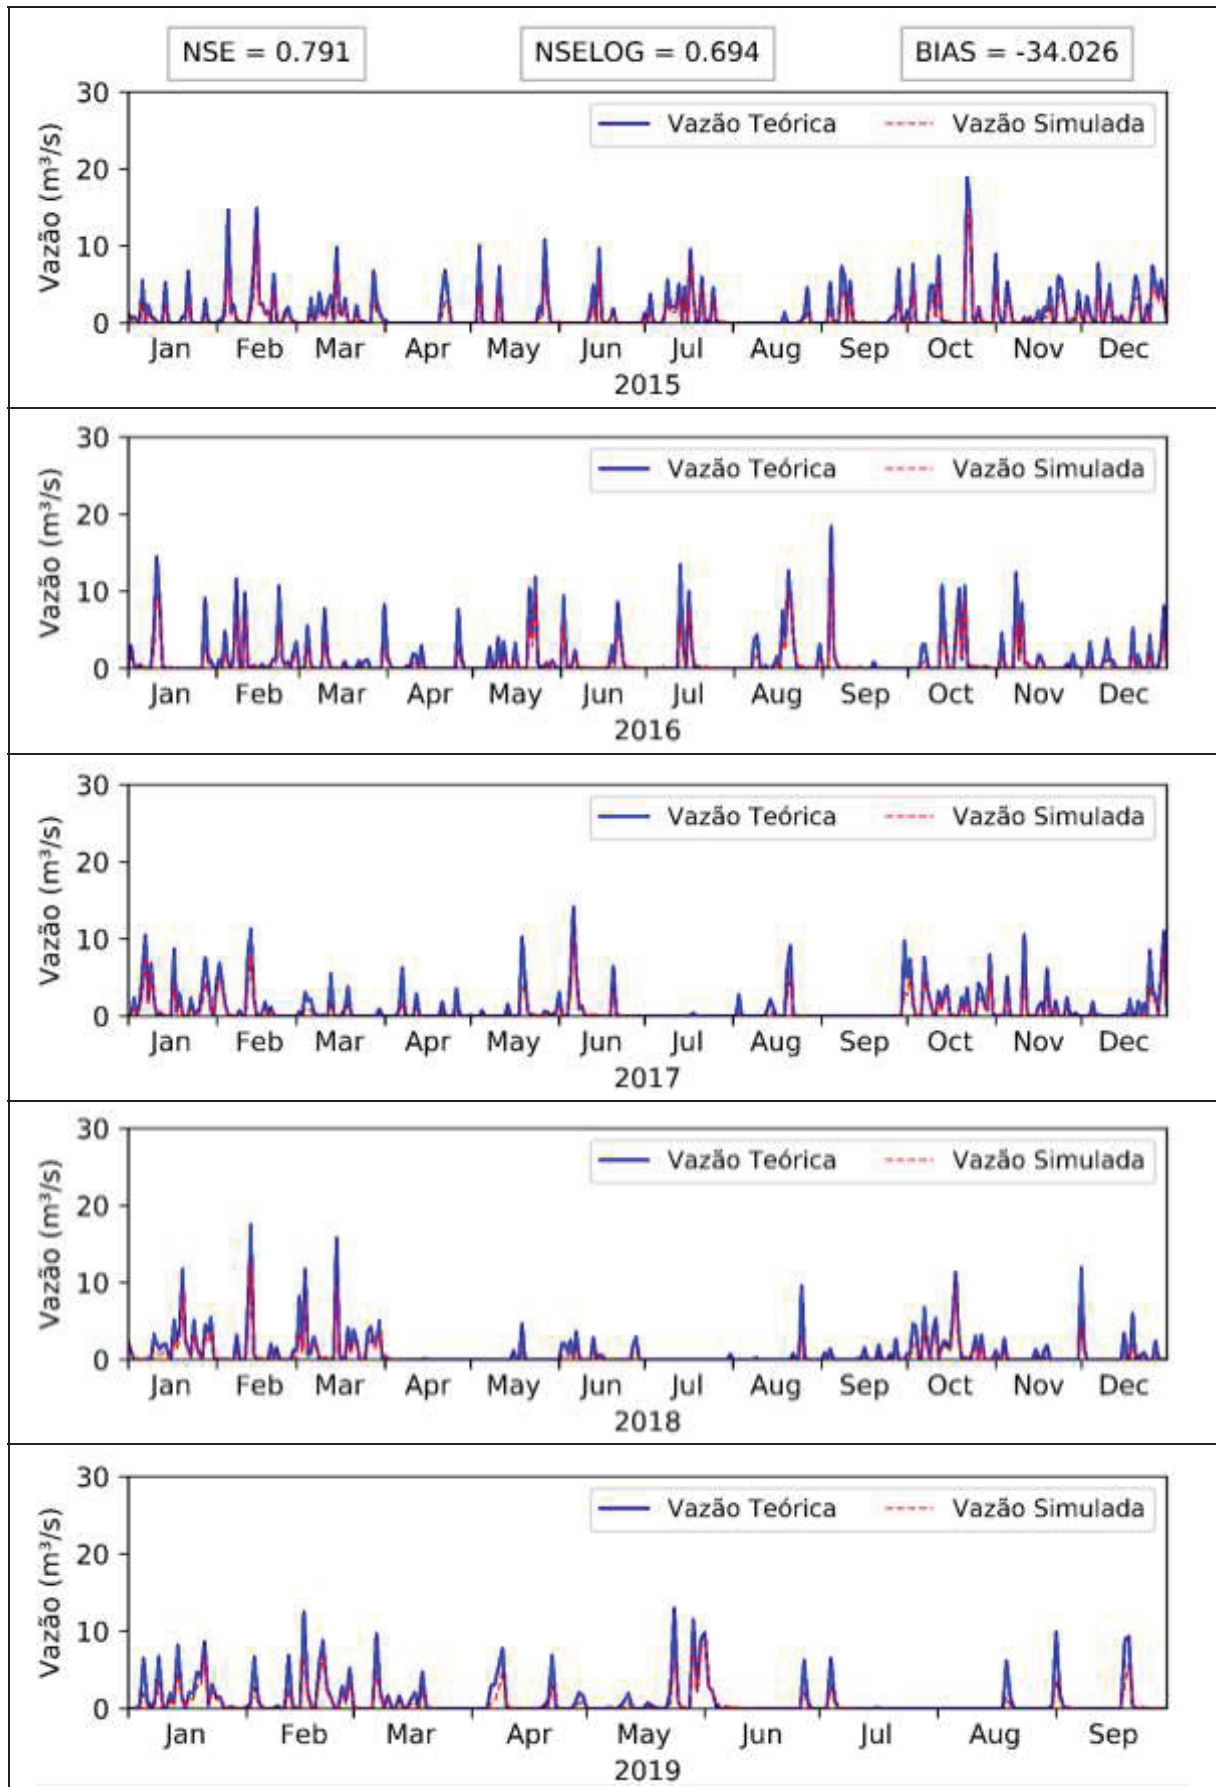 NSE = 0.791 NSELOG = 0.694 BIAS = -34.026
Vazão (m³/s)
30
20
10
0
Vazão Teórica Vazão Simulada
Jan Feb Mar Apr May Jun Jul Aug Sep Oct Nov Dec
2015
Vazão (m³/s)
30
20
10
0
Vazão Teórica Vazão Simulada
Jan Feb Mar Apr May Jun Jul Aug Sep Oct Nov Dec
2016
Vazão (m³/s)
30
20
10
0
Vazão Teórica Vazão Simulada
Jan Feb Mar Apr May Jun Jul Aug Sep Oct Nov Dec
2017
Vazão (m³/s)
30
20
10
0
Vazão Teórica Vazão Simulada
Jan Feb Mar Apr May Jun Jul Aug Sep Oct Nov Dec
2018
Vazão (m³/s)
30
20
10
0
Vazão Teórica Vazão Simulada
Jan Feb Mar Apr May Jun Jul Aug Sep
2019